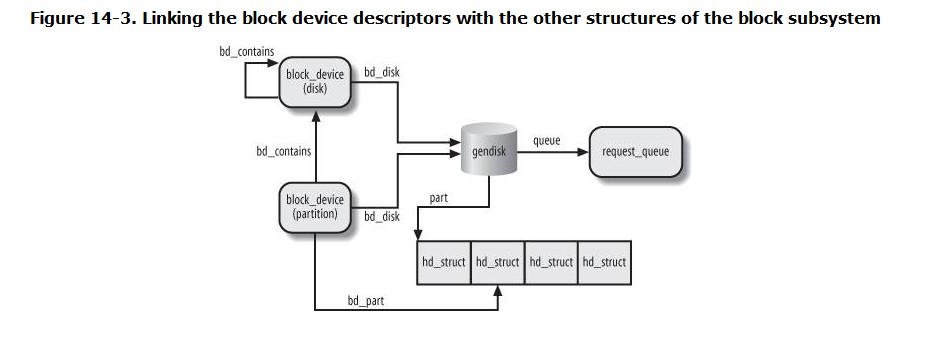 Figure 14-3. Linking the block device descriptors with the other structures of the block subsystem
bd_contains
block_device
(disk)
bd_disk
bd_contains
gendisk
queue
request_queue
block_device
(partition)
bd_disk
part
hd_struct
hd_struct
hd_struct
hd_struct
bd_part